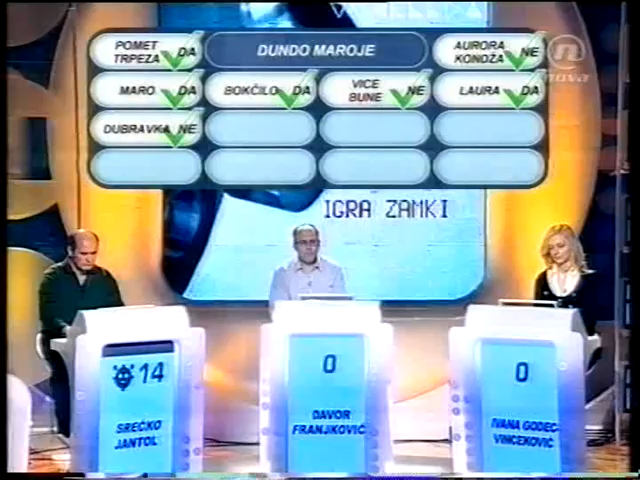 POMET
TRPEZA DA
DUNDO MAROJE
AURORA
KONOŽA NE
MARO DA
BOKČILO DA
VICE
BUNE NE
LAURA DA
DUBRAVKA NE
nova
IGRA ZAMKI
14
SREĆKO
JANTOL
0
DAVOR
FRANJKOVIĆ
0
IVANA GODEC-
VINCEKOVIĆ